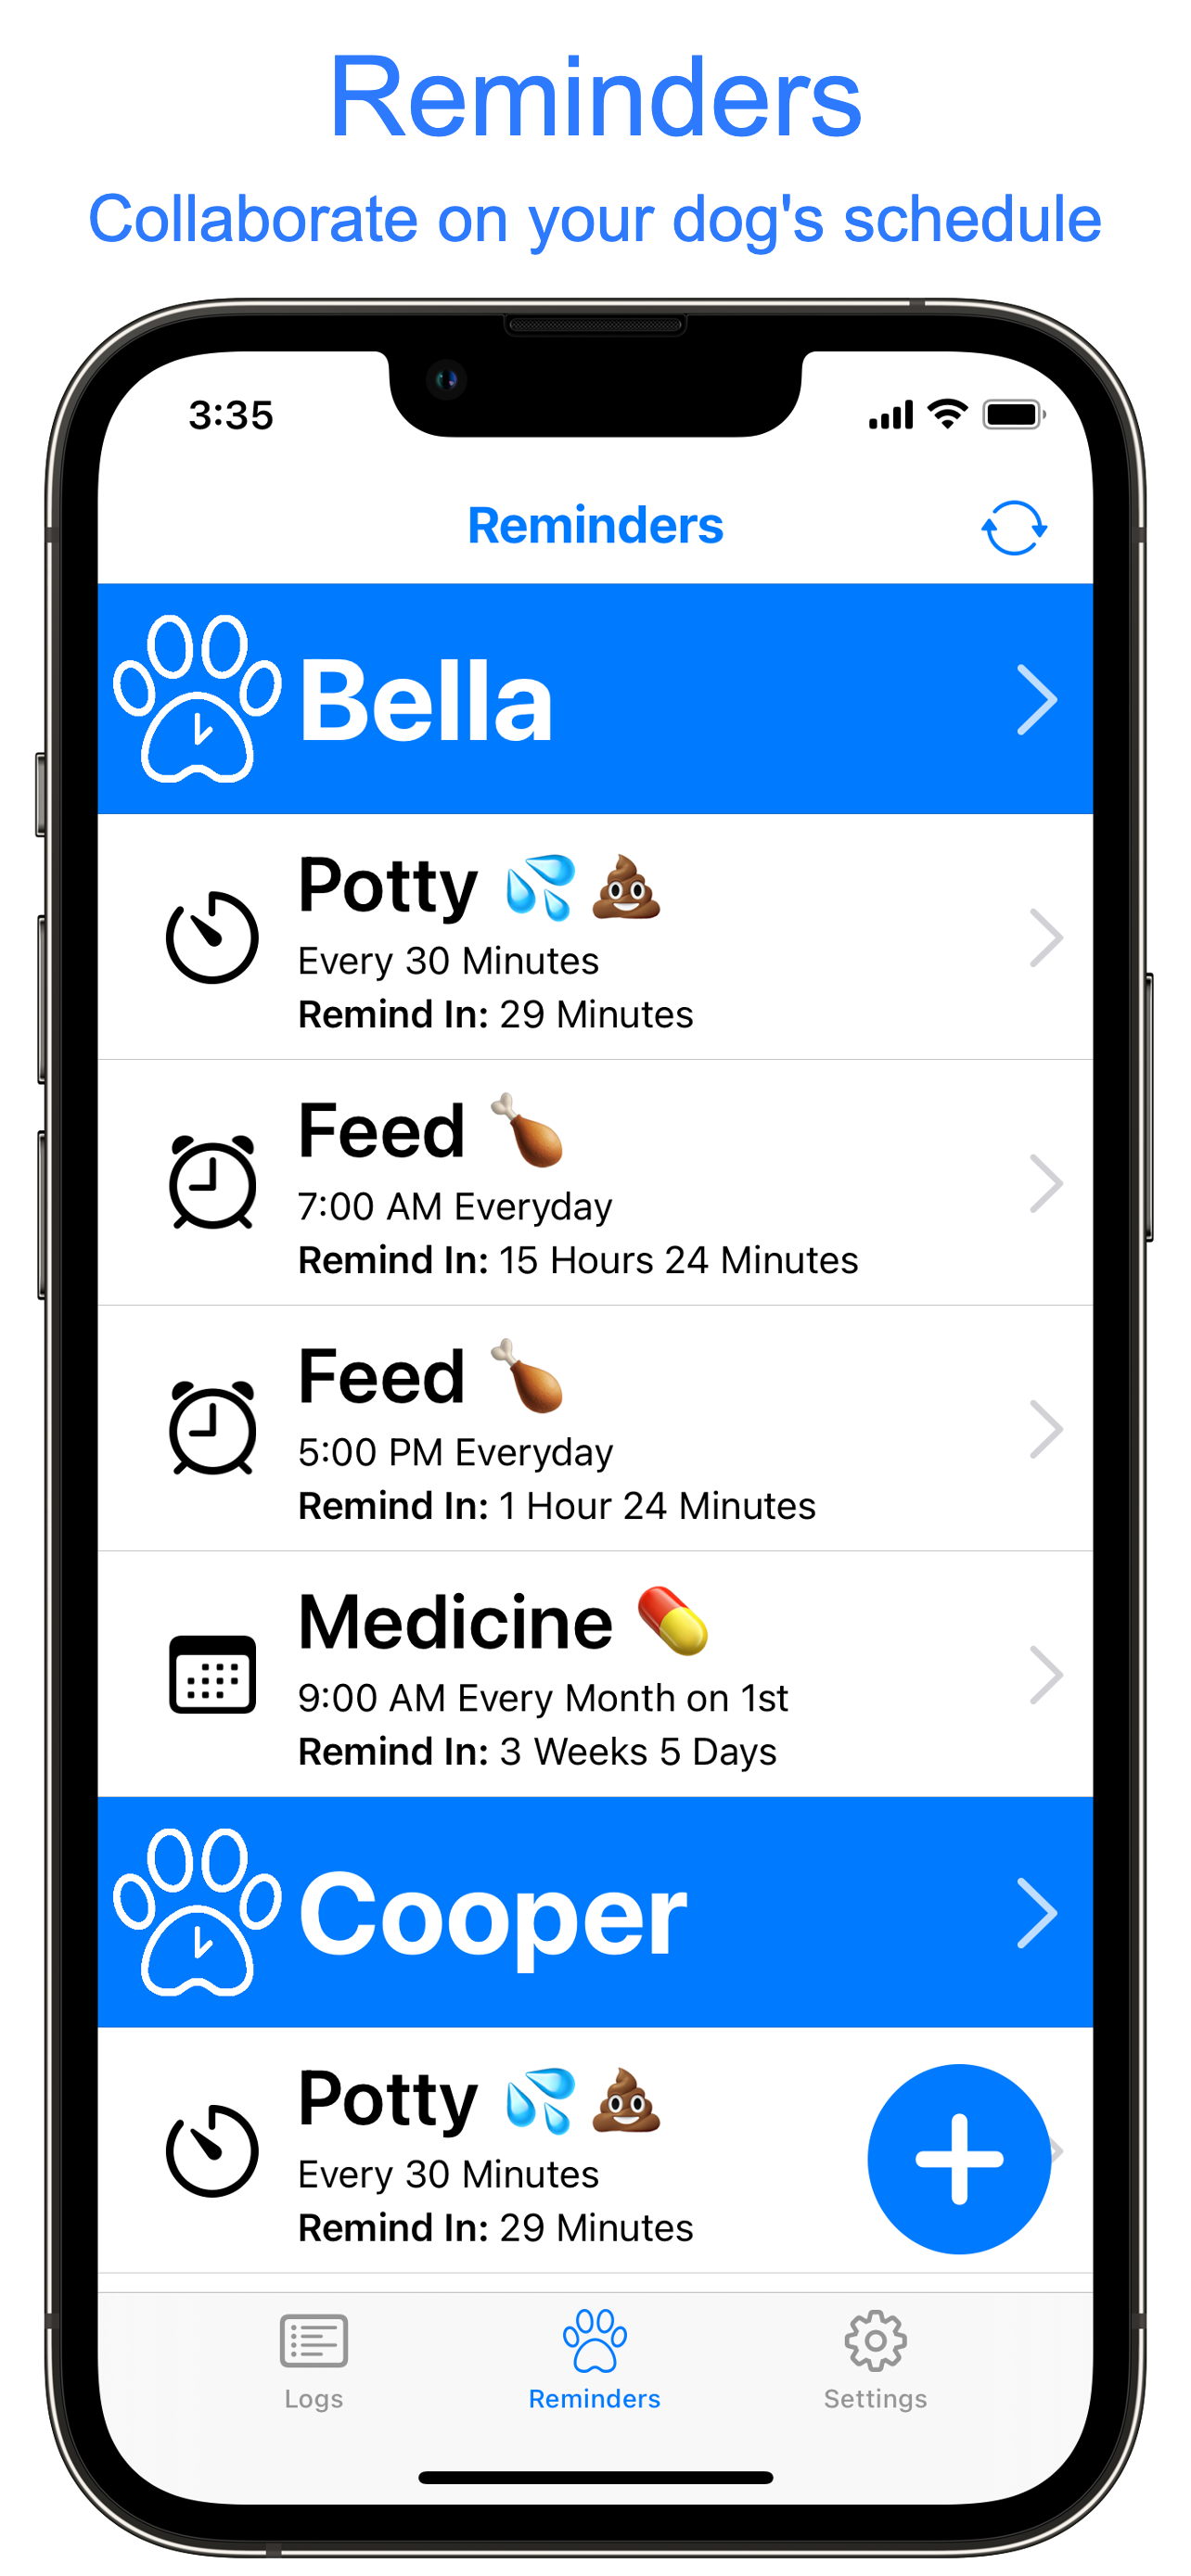 Reminders
Collaborate on your dog's schedule
3:35
Reminders
Bella
Potty 💦 💩
Every 30 Minutes
Remind In: 29 Minutes
Feed 🍗
7:00 AM Everyday
Remind In: 15 Hours 24 Minutes
Feed 🍗
5:00 PM Everyday
Remind In: 1 Hour 24 Minutes
Medicine 💊
9:00 AM Every Month on 1st
Remind In: 3 Weeks 5 Days
Cooper
Potty 💦 💩
Every 30 Minutes
Remind In: 29 Minutes
Logs
Reminders
Settings